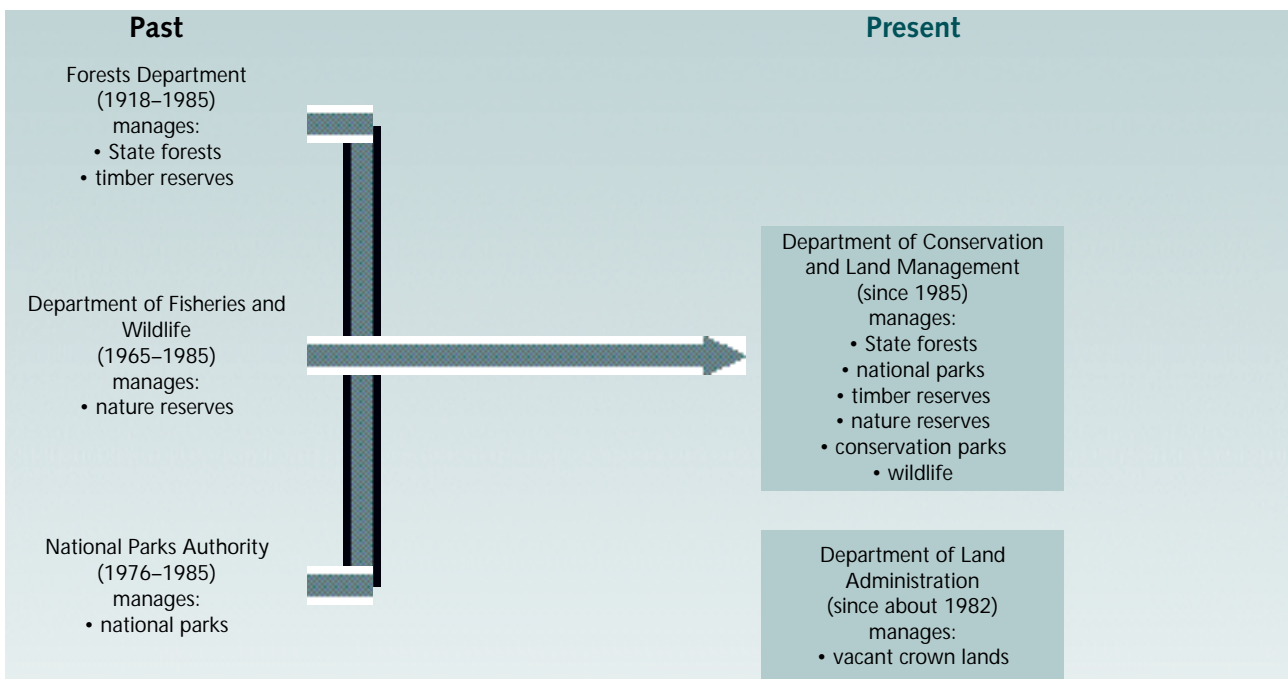 Past
Forests Department
(1918–1985)
manages:
• State forests
• timber reserves
Department of Fisheries and
Wildlife
(1965–1985)
manages:
• nature reserves
National Parks Authority
(1976–1985)
manages:
• national parks
Present
Department of Conservation
and Land Management
(since 1985)
manages:
• State forests
• national parks
• timber reserves
• nature reserves
• conservation parks
• wildlife
Department of Land
Administration
(since about 1982)
manages:
• vacant crown lands